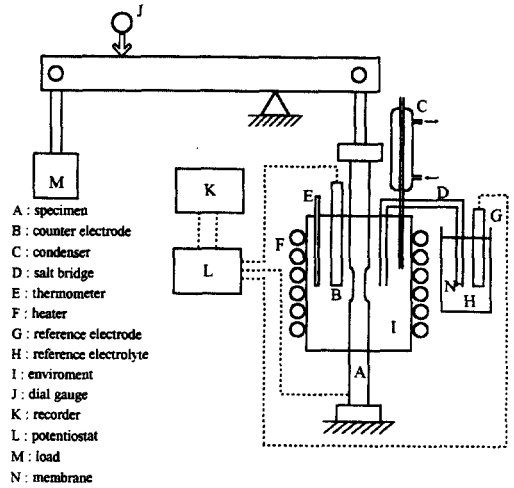 J
C
M
K
E
D
G
A : specimen
B : counter electrode
F
L
C : condenser
D : salt bridge
B
N
H
E : thermometer
F : heater
I
G : reference electrode
H : reference electrolyte
A
I : enviroment
J : dial gauge
K : recorder
L : potentiostat
M : load
N : membrane